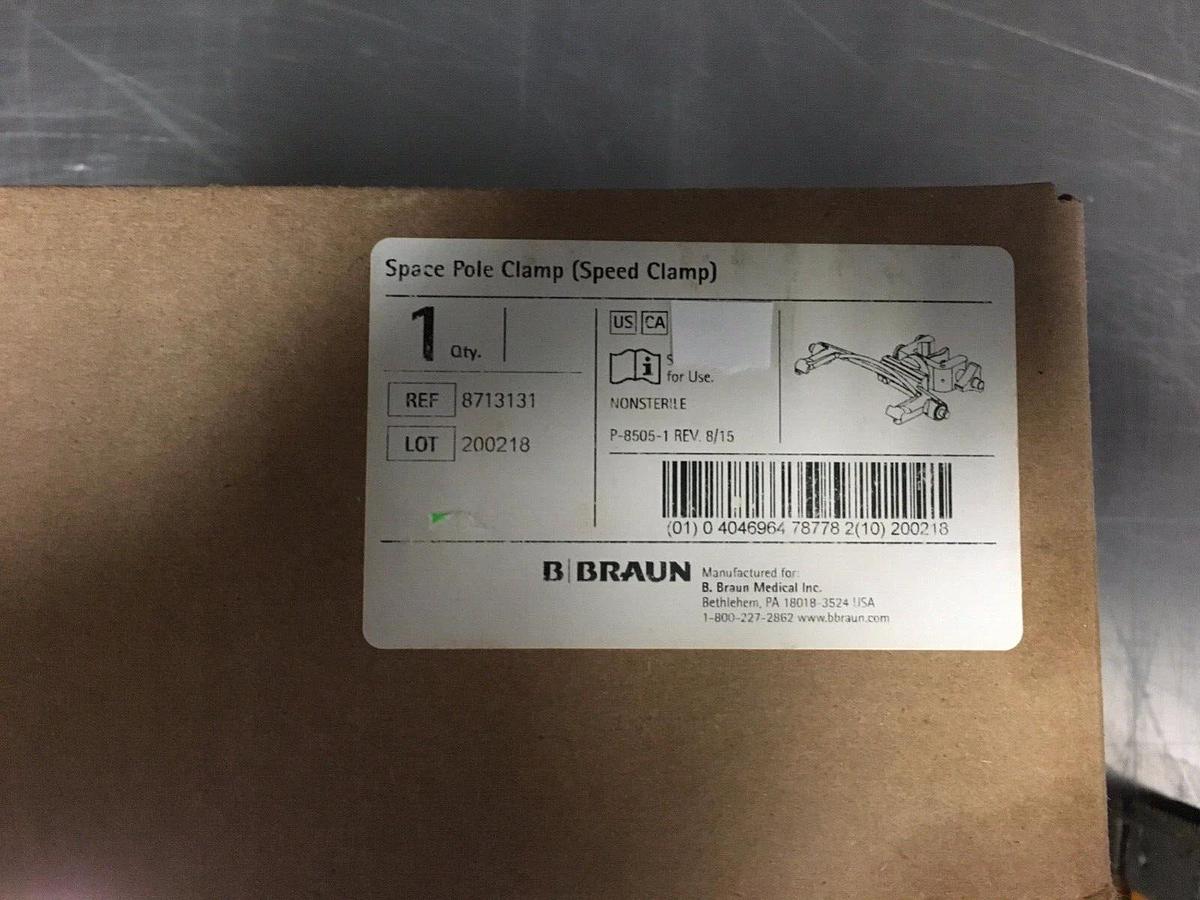 Space Pole Clamp (Speed Clamp)
1 Qty.
REF 8713131
LOT 200218
US CA
i S
for Use.
NONSTERILE
P-8505-1 REV. 8/15
(01) 0 4046964 78778 2(10) 200218
B|BRAUN
Manufactured for:
B. Braun Medical Inc.
Bethlehem, PA 18018-3524 USA
1-800-227-2862 www.bbraun.com